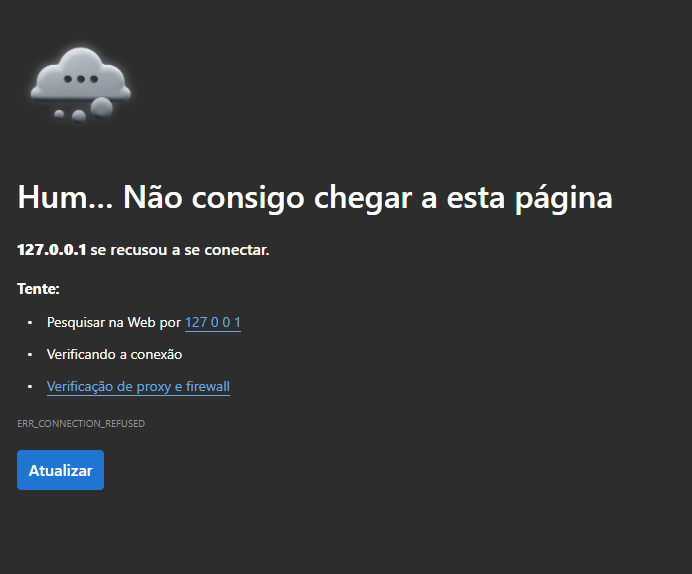 Hum... Não consigo chegar a esta página
127.0.0.1 se recusou a se conectar.
Tente:
• Pesquisar na Web por 127 0 0 1
• Verificando a conexão
• Verificação de proxy e firewall
ERR_CONNECTION_REFUSED
Atualizar